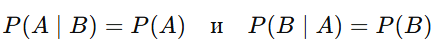 P(A | B) = P(A) и P(B | A) = P(B)